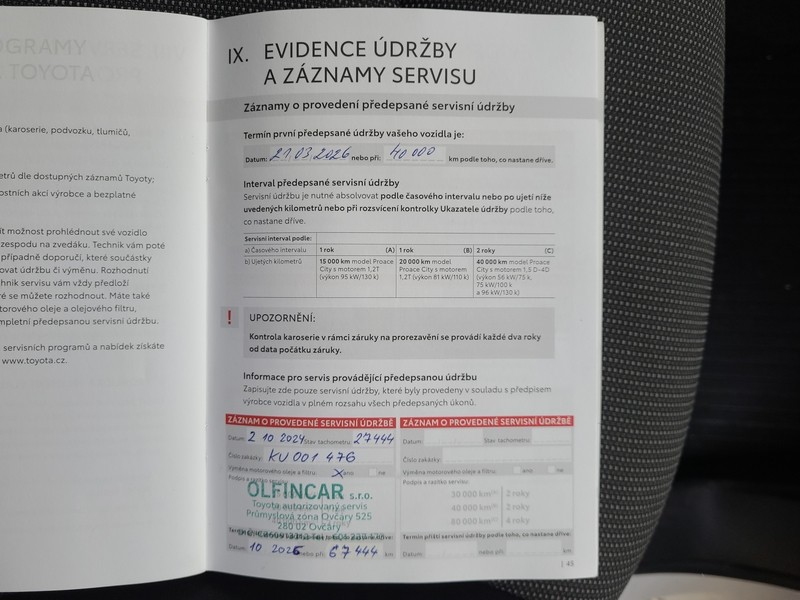 OGRAMY
TOYOTA
a (karoserie, podvozku, tlumičů,
etrů dle dostupných záznamů Toyoty;
ostních akcí výrobce a bezplatné
ít možnost prohlédnout své vozidlo
zespodu na zvedáku. Technik vám poté
případně doporučí, které součástky
ovat údržbu či výměnu. Rozhodnutí
chnik servisu vám vždy předloží
ré se můžete rozhodnout. Máte také
torového oleje a olejového filtru,
mpletní předepsanou servisní údržbu.
servisních programů a nabídek získáte
www.toyota.cz.
IX. EVIDENCE ÚDRŽBY
A ZÁZNAMY SERVISU
Záznamy o provedení předepsané servisní údržby
Termín první předepsané údržby vašeho vozidla je:
Datum: 21.03.2026 nebo při: 40 000 km podle toho, co nastane dříve.
Interval předepsané servisní údržby
Servisní údržbu je nutné absolvovat podle časového intervalu nebo po ujetí níže
uvedených kilometrů nebo při rozsvícení kontrolky Ukazatele údržby podle toho,
co nastane dříve.
Servisní interval podle:
a) Časového intervalu 1 rok (A) 1 rok (B) 2 roky (C)
b) Ujetých kilometrů 15 000 km model Proace 20 000 km model 40 000 km model Proace
City s motorem 1,2T Proace City s motorem City s motorem 1,5 D-4D
(výkon 95 kW/130 k) 1,2T (výkon 81 kW/110 k) (výkon 56 kW/75 k,
75 kW/100 k
a 96 kW/130 k)
! UPOZORNĚNÍ:
Kontrola karoserie v rámci záruky na prorezavění se provádí každé dva roky
od data počátku záruky.
Informace pro servis provádějící předepsanou údržbu
Zapisujte zde pouze servisní údržby, které byly provedeny v souladu s předpisem
výrobce vozidla v plném rozsahu všech předepsaných úkonů.
ZÁZNAM O PROVEDENÉ SERVISNÍ ÚDRŽBĚ
Datum: 2 10 2024 Stav tachometru: 27444
Číslo zakázky: KU 001 476
Výměna motorového oleje a filtru: X ano ne
Podpis a razítko servisu:
OLFINCAR s.r.o.
Toyota autorizovaný servis
Průmyslová zóna Ovčáry 525
280 02 Ovčáry
Datum: 10 2026 nebo při: 67444 km
ZÁZNAM O PROVEDENÉ SERVISNÍ ÚDRŽBĚ
Datum: Stav tachometru:
Číslo zakázky:
Výměna motorového oleje a filtru: ano ne
Podpis a razítko servisu:
30 000 km 2 roky
40 000 km 2 roky
80 000 km 4 roky
Termín příští servisní údržby podle toho, co nastane dříve:
Datum: nebo při: km
| 45